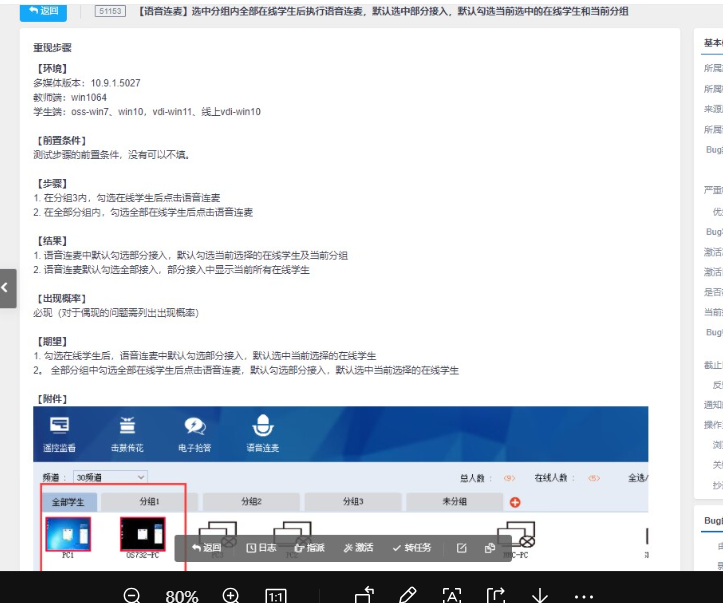 返回 51153 【语音连麦】选中分组内全部在线学生后执行语音连麦，默认选中部分接入，默认勾选当前选中的在线学生和当前分组
重现步骤
【环境】
多媒体版本：10.9.1.5027
教师端：win1064
学生端：oss-win7、win10，vdi-win11、线上vdi-win10
【前置条件】
测试步骤的前置条件，没有可以不填。
【步骤】
1. 在分组3内，勾选在线学生后点击语音连麦
2. 在全部分组内，勾选全部在线学生后点击语音连麦
【结果】
1. 语音连麦中默认勾选部分接入，默认勾选当前选择的在线学生及当前分组
2. 语音连麦默认勾选全部接入，部分接入中显示当前所有在线学生
【出现概率】
必现（对于偶现的问题需列出出现概率）
【期望】
1. 勾选在线学生后，语音连麦中默认勾选部分接入，默认选中当前选择的在线学生
2。 全部分组中勾选全部在线学生后点击语音连麦，默认勾选部分接入，默认选中当前选择的在线学生
【附件】
遥控监看 击鼓传花 电子抢答 语音连麦
频道： 30频道 总人数： <9> 在线人数： <5> 全选/
全部学生 分组1 分组2 分组3 未分组
PC1 OS732-PC
返回 日志 指派 激活 转任务
80% 1:1
基本
所属
所属
来源
所属
Bug
严重
优
Bug
激活
激活
是否
当前
Bug
截止
反
通知
操作
浏
关
抄
Bug